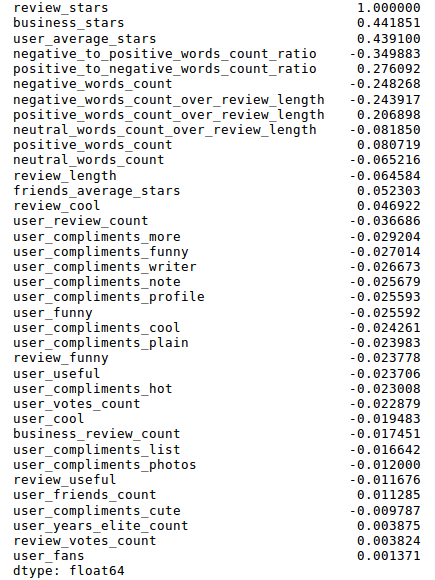 review_stars 1.000000
business_stars 0.441851
user_average_stars 0.439100
negative_to_positive_words_count_ratio -0.349883
positive_to_negative_words_count_ratio 0.276092
negative_words_count -0.248268
negative_words_count_over_review_length -0.243917
positive_words_count_over_review_length 0.206898
neutral_words_count_over_review_length -0.081850
positive_words_count 0.080719
neutral_words_count -0.065216
review_length -0.064584
friends_average_stars 0.052303
review_cool 0.046922
user_review_count -0.036686
user_compliments_more -0.029204
user_compliments_funny -0.027014
user_compliments_writer -0.026673
user_compliments_note -0.025679
user_compliments_profile -0.025593
user_funny -0.025592
user_compliments_cool -0.024261
user_compliments_plain -0.023983
review_funny -0.023778
user_useful -0.023706
user_compliments_hot -0.023008
user_votes_count -0.022879
user_cool -0.019483
business_review_count -0.017451
user_compliments_list -0.016642
user_compliments_photos -0.012000
review_useful -0.011676
user_friends_count 0.011285
user_compliments_cute -0.009787
user_years_elite_count 0.003875
review_votes_count 0.003824
user_fans 0.001371
dtype: float64